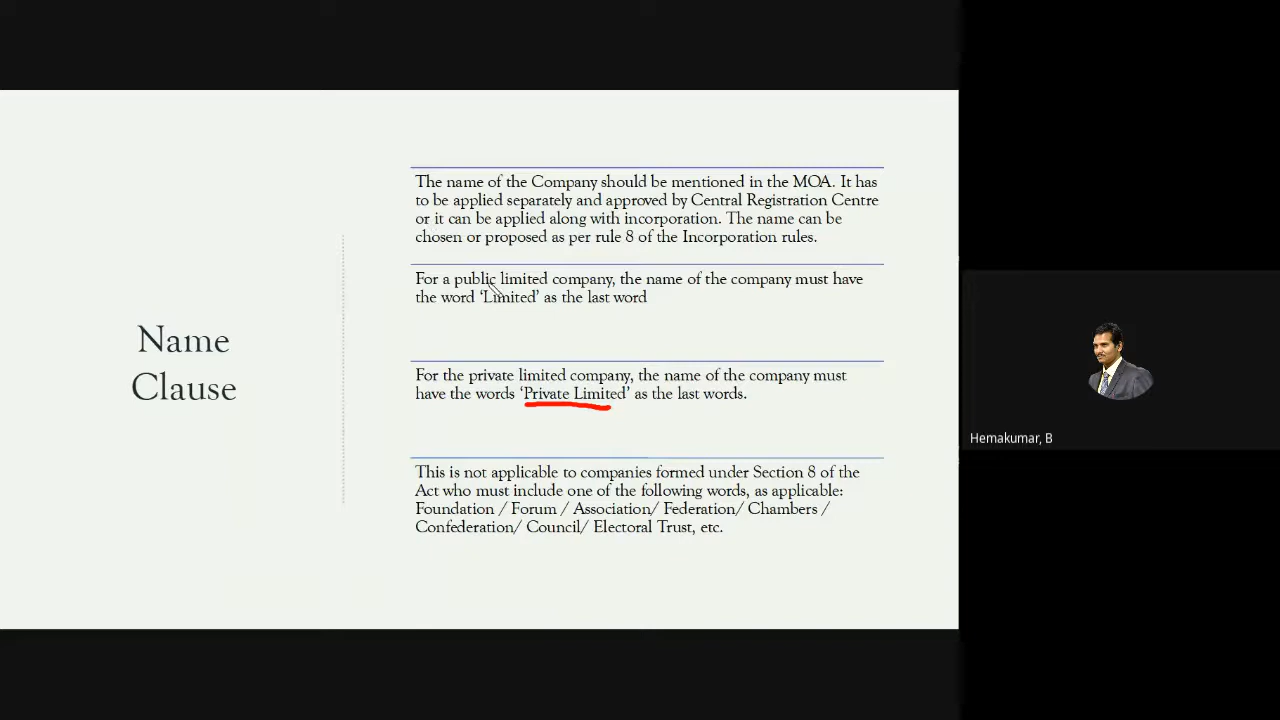 Name
Clause
The name of the Company should be mentioned in the MOA. It has
to be applied separately and approved by Central Registration Centre
or it can be applied along with incorporation. The name can be
chosen or proposed as per rule 8 of the Incorporation rules.
For a public limited company, the name of the company must have
the word ‘Limited’ as the last word
For the private limited company, the name of the company must
have the words ‘Private Limited’ as the last words.
This is not applicable to companies formed under Section 8 of the
Act who must include one of the following words, as applicable:
Foundation / Forum / Association/ Federation/ Chambers /
Confederation/ Council/ Electoral Trust, etc.
Hemakumar, B